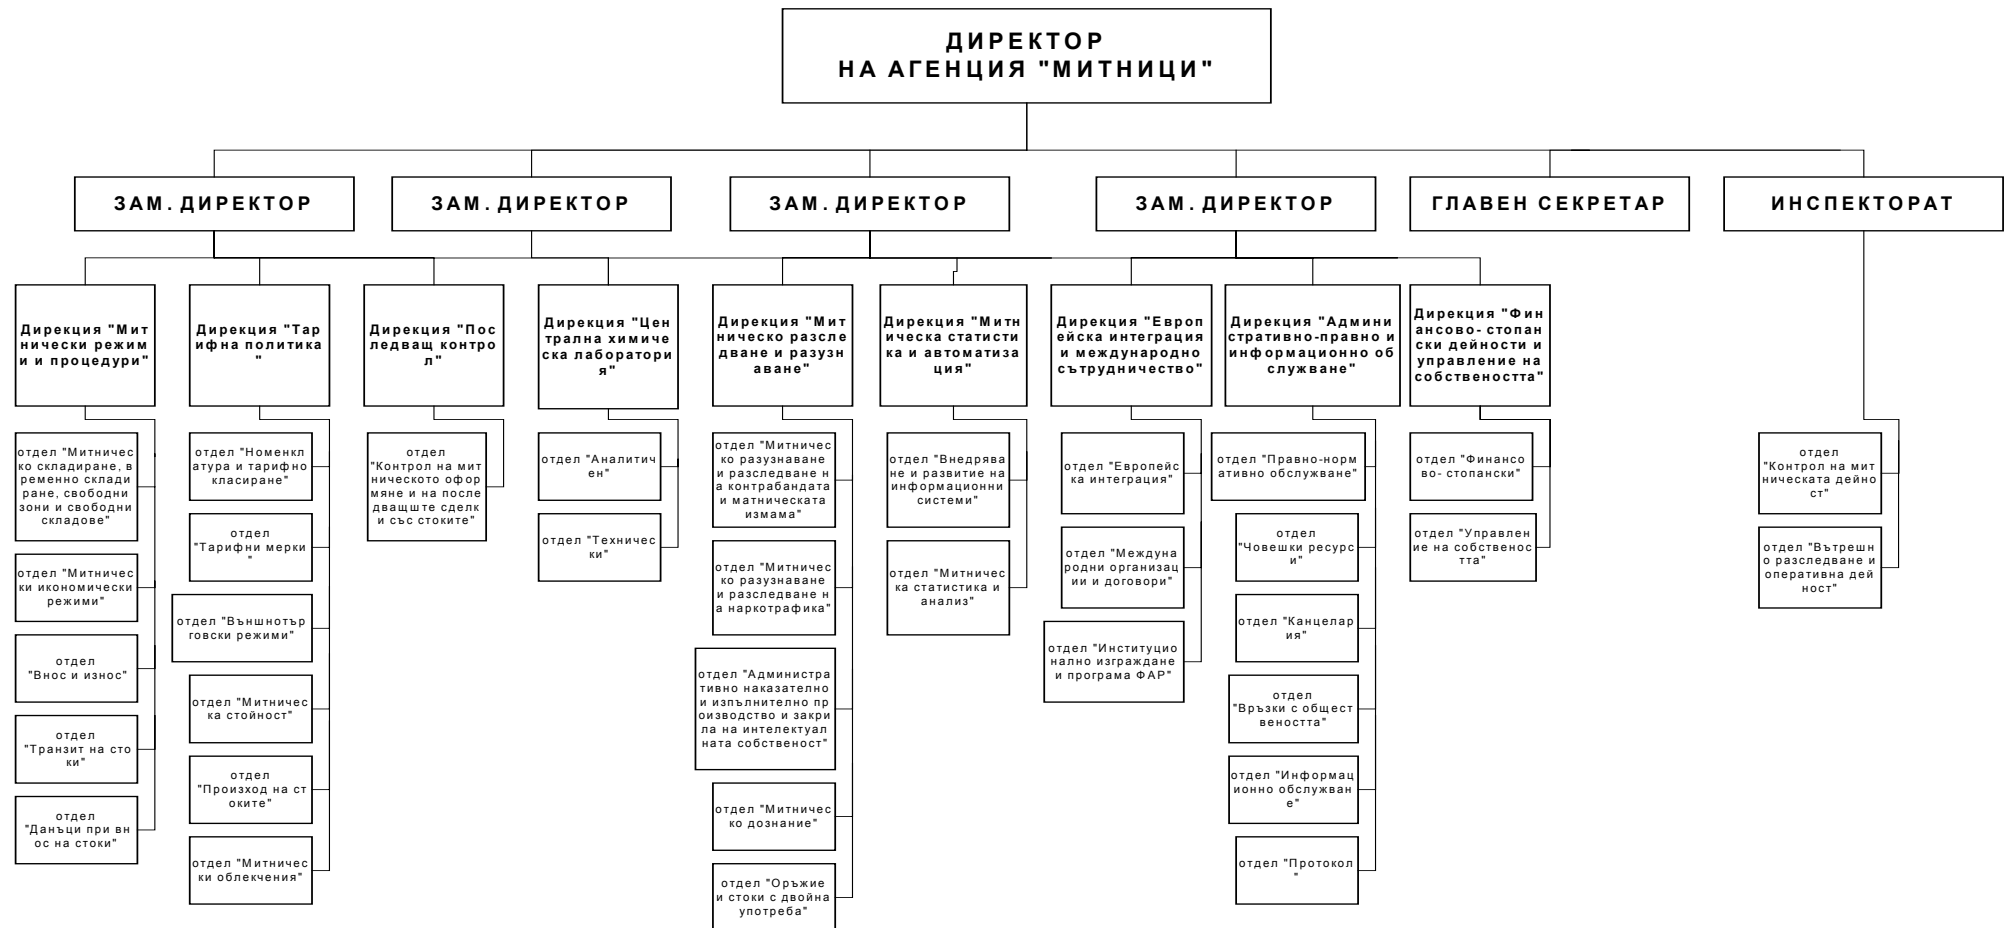 ДИРЕКТОР
НА АГЕНЦИЯ "МИТНИЦИ"
ЗАМ. ДИРЕКТОР
ЗАМ. ДИРЕКТОР
ЗАМ. ДИРЕКТОР
ЗАМ. ДИРЕКТОР
ГЛАВЕН СЕКРЕТАР
ИНСПЕКТОРАТ
Дирекция "Мит
нически режим
и и процедури"
Дирекция "Тар
ифна политика
"
Дирекция "Пос
ледващ контро
л"
Дирекция "Цен
трална химиче
ска лаборатори
я"
Дирекция "Мит
ническо разсле
дване и разузн
аване"
Дирекция "Митн
ическа статисти
ка и автоматиза
ция"
Дирекция "Европ
ейска интеграция
и международно
сътрудничество"
Дирекция "Админи
стративно-правно и
информационно об
служване"
Дирекция "Фин
ансово- стопан
ски дейности и
управление на
собствеността"
отдел "Митничес
ко складиране, в
ременно склади
ране, свободни
зони и свободни
складове"
отдел "Митничес
ки икономически
режими"
отдел
"Внос и износ"
отдел
"Транзит на сто
ки"
отдел
"Данъци при вн
ос на стоки"
отдел "Номенкл
атура и тарифно
класиране"
отдел
"Тарифни мерки
"
отдел "Външнотър
говски режими"
отдел "Митничес
ка стойност"
отдел
"Произход на ст
оките"
отдел "Митничес
ки облекчения"
отдел
"Контрол на мит
ническото офор
мяне и на после
дващште сделк
и със стоките"
отдел "Аналитич
ен"
отдел "Техничес
ки"
отдел "Митничес
ко разузнаване
и разследване н
а контрабандата
и матническата
измама"
отдел "Митничес
ко разузнаване
и разследване н
а наркотрафика"
отдел "Администра
тивно наказателно
и изпълнително пр
оизводство и закри
ла на интелектуал
ната собственост"
отдел "Митничес
ко дознание"
отдел "Оръжие
и стоки с двойна
употреба"
отдел "Внедрява
не и развитие на
информационни
системи"
отдел "Митничес
ка статистика и
анализ"
отдел "Европейс
ка интеграция"
отдел "Междуна
родни организац
ии и договори"
отдел "Институцио
нално изграждане
и програма ФАР"
отдел "Правно-норм
ативно обслужване"
отдел
"Човешки ресурс
и"
отдел "Канцелар
ия"
отдел
"Връзки с общест
веността"
отдел "Информац
ионно обслужван
е"
отдел "Протокол
"
отдел "Финансо
во- стопански"
отдел "Управлен
ие на собственос
тта"
отдел
"Контрол на мит
ническата дейно
ст"
отдел "Вътрешн
о разследване и
оперативна дей
ност"